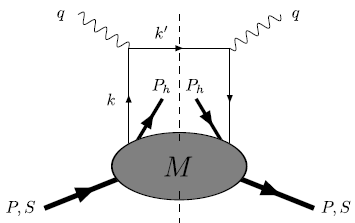 q q
k′
P_h P_h
k
M
P, S P, S